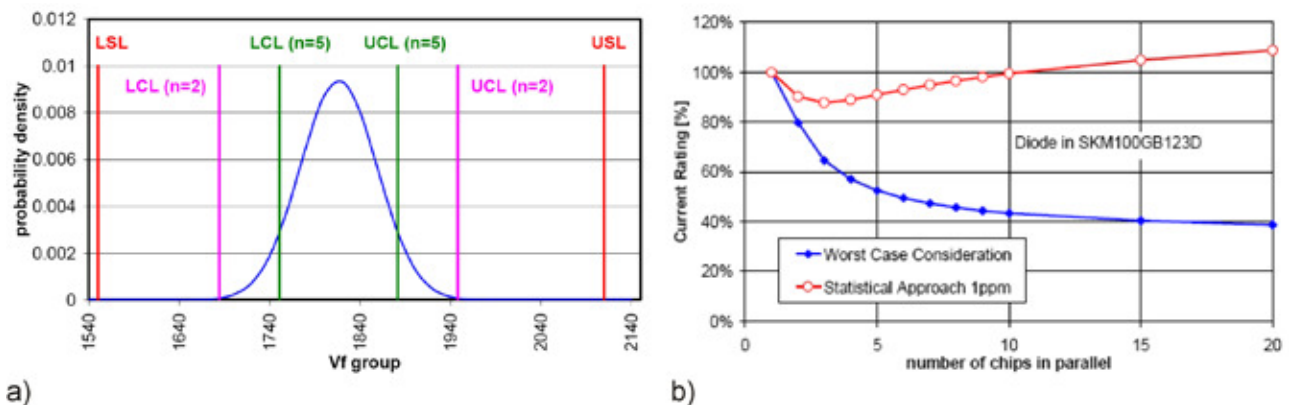 0.012
0.01
0.008
0.006
0.004
0.002
0
probability density
LSL
LCL (n=5)
UCL (n=5)
USL
LCL (n=2)
UCL (n=2)
1540
1640
1740
1840
1940
2040
2140
Vf group
a)
120%
100%
80%
60%
40%
20%
0%
Current Rating [%]
Diode in SKM100GB123D
Worst Case Consideration
Statistical Approach 1ppm
0
5
10
15
20
number of chips in parallel
b)